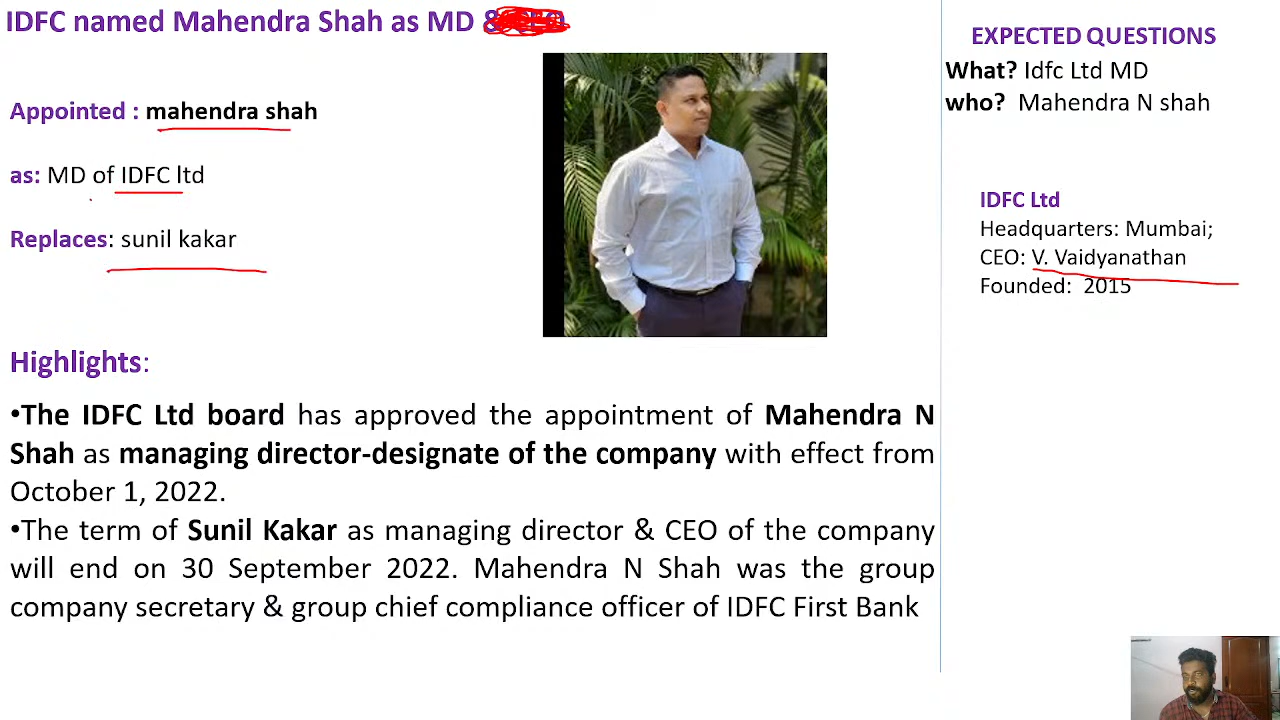 IDFC named Mahendra Shah as MD
Appointed : mahendra shah
as: MD of IDFC ltd
Replaces: sunil kakar
Highlights:
•The IDFC Ltd board has approved the appointment of Mahendra N
Shah as managing director-designate of the company with effect from
October 1, 2022.
•The term of Sunil Kakar as managing director & CEO of the company
will end on 30 September 2022. Mahendra N Shah was the group
company secretary & group chief compliance officer of IDFC First Bank
EXPECTED QUESTIONS
What? Idfc Ltd MD
who? Mahendra N shah
IDFC Ltd
Headquarters: Mumbai;
CEO: V. Vaidyanathan
Founded: 2015